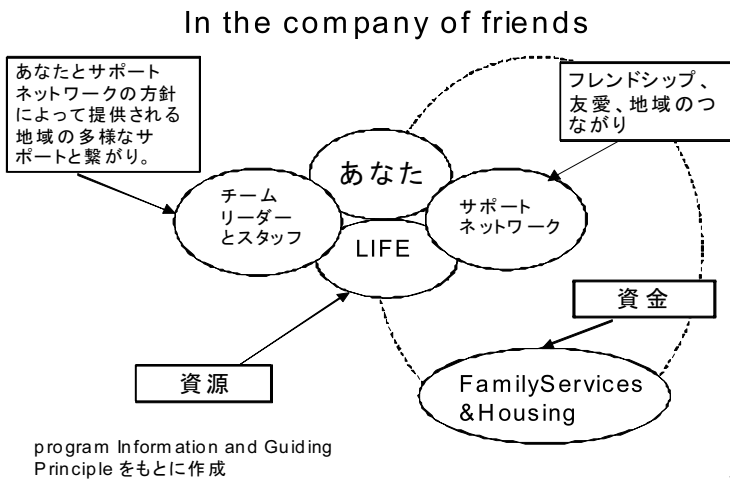 In the company of friends
あなたとサポート
ネットワークの方針
によって提供される
地域の多様なサ
ポートと繋がり。
フレンドシップ、
友愛、地域のつ
ながり
あなた
チーム
リーダー
とスタッフ
サポート
ネットワーク
LIFE
資金
資源
FamilyServices
&Housing
program Information and Guiding
Principle をもとに作成